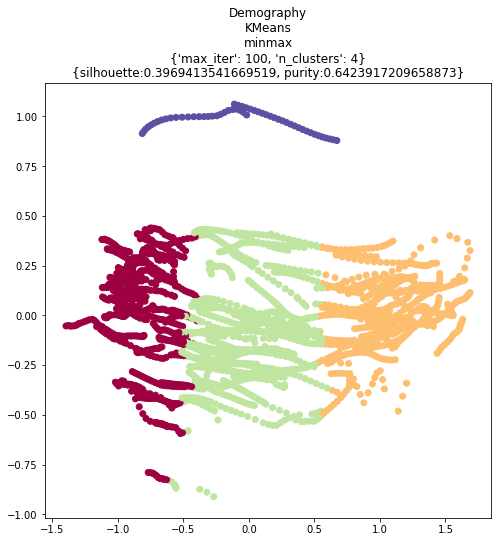 Demography
KMeans
minmax
{'max_iter': 100, 'n_clusters': 4}
{silhouette:0.3969413541669519, purity:0.6423917209658873}
1.00
0.75
0.50
0.25
0.00
−0.25
−0.50
−0.75
−1.00
−1.5 −1.0 −0.5 0.0 0.5 1.0 1.5